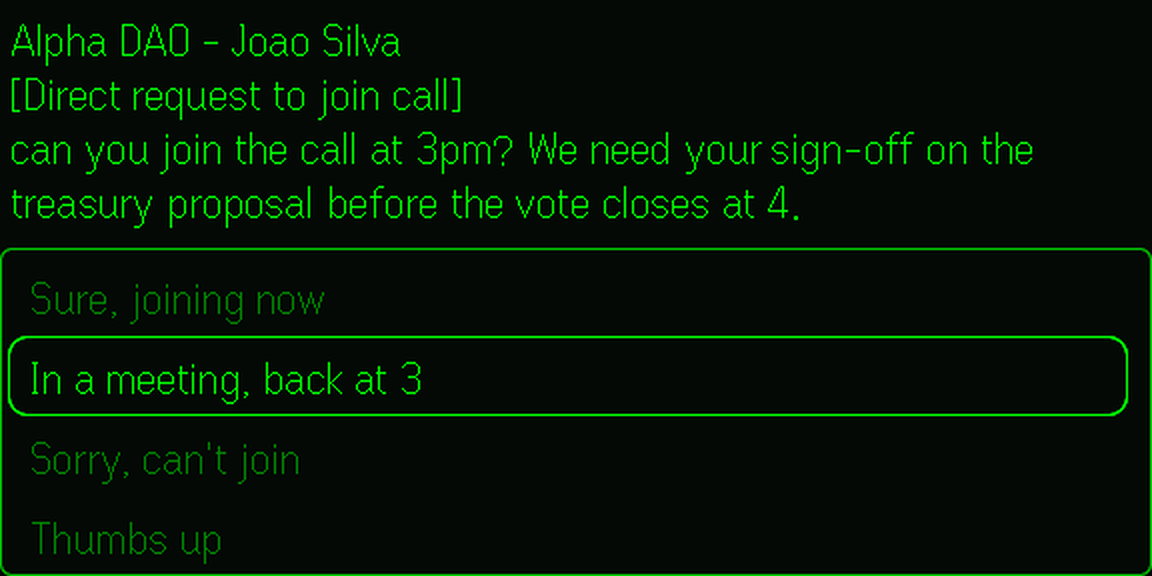 Alpha DAO - Joao Silva
[Direct request to join call]
can you join the call at 3pm? We need your sign-off on the
treasury proposal before the vote closes at 4.
Sure, joining now
In a meeting, back at 3
Sorry, can't join
Thumbs up